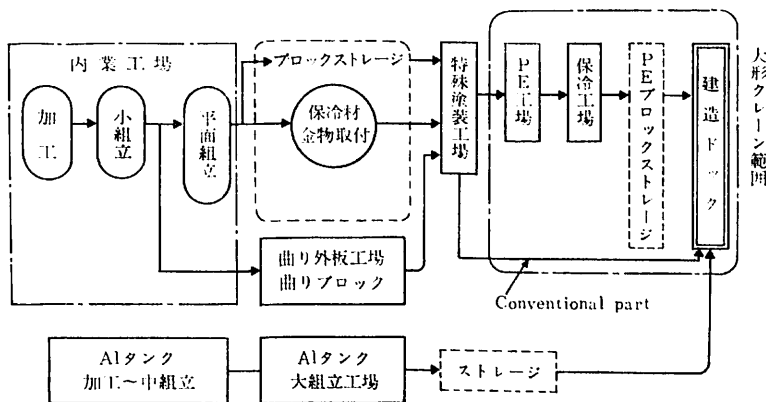 内業工場
加工
小組立
平面組立
ブロックストレージ
保冷材
金物取付
特殊塗装工場
PE工場
保冷工場
PEブロックストレージ
建造ドック
大形クレーン範囲
曲り外板工場
曲りブロック
Conventional part
Alタンク
加工～中組立
Alタンク
大組立工場
ストレージ